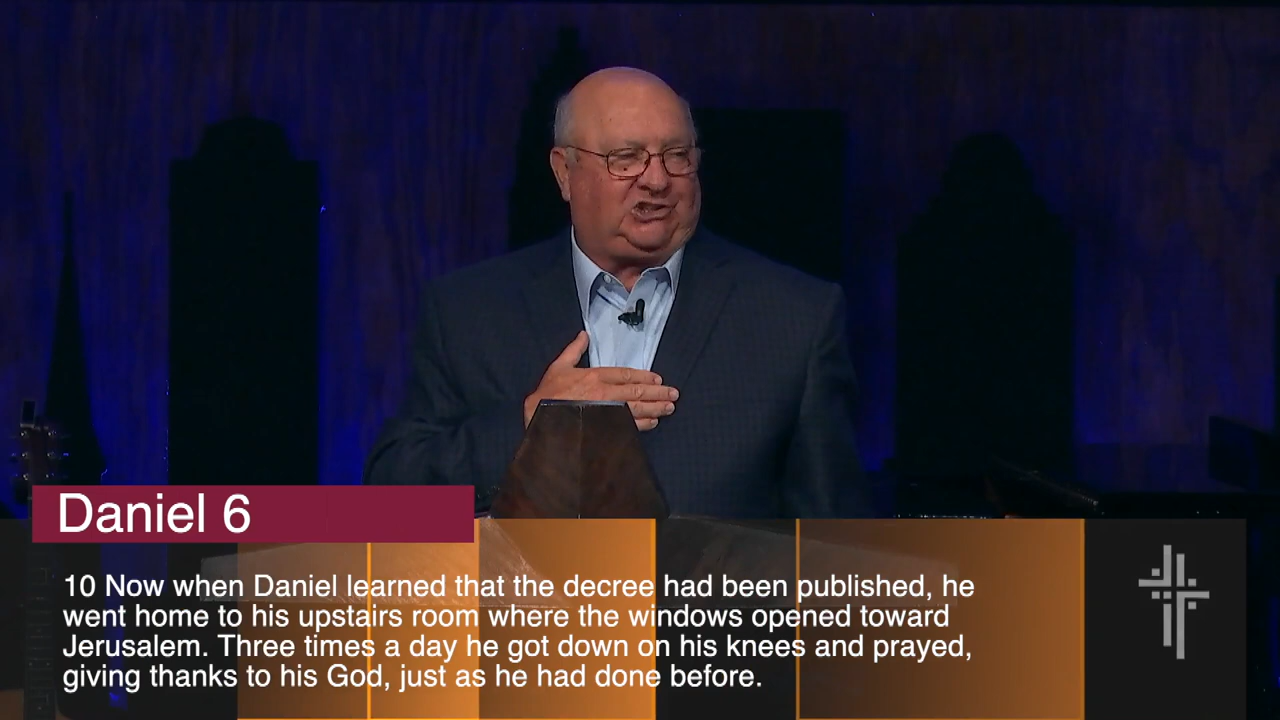 Daniel 6
10 Now when Daniel learned that the decree had been published, he
went home to his upstairs room where the windows opened toward
Jerusalem. Three times a day he got down on his knees and prayed,
giving thanks to his God, just as he had done before.